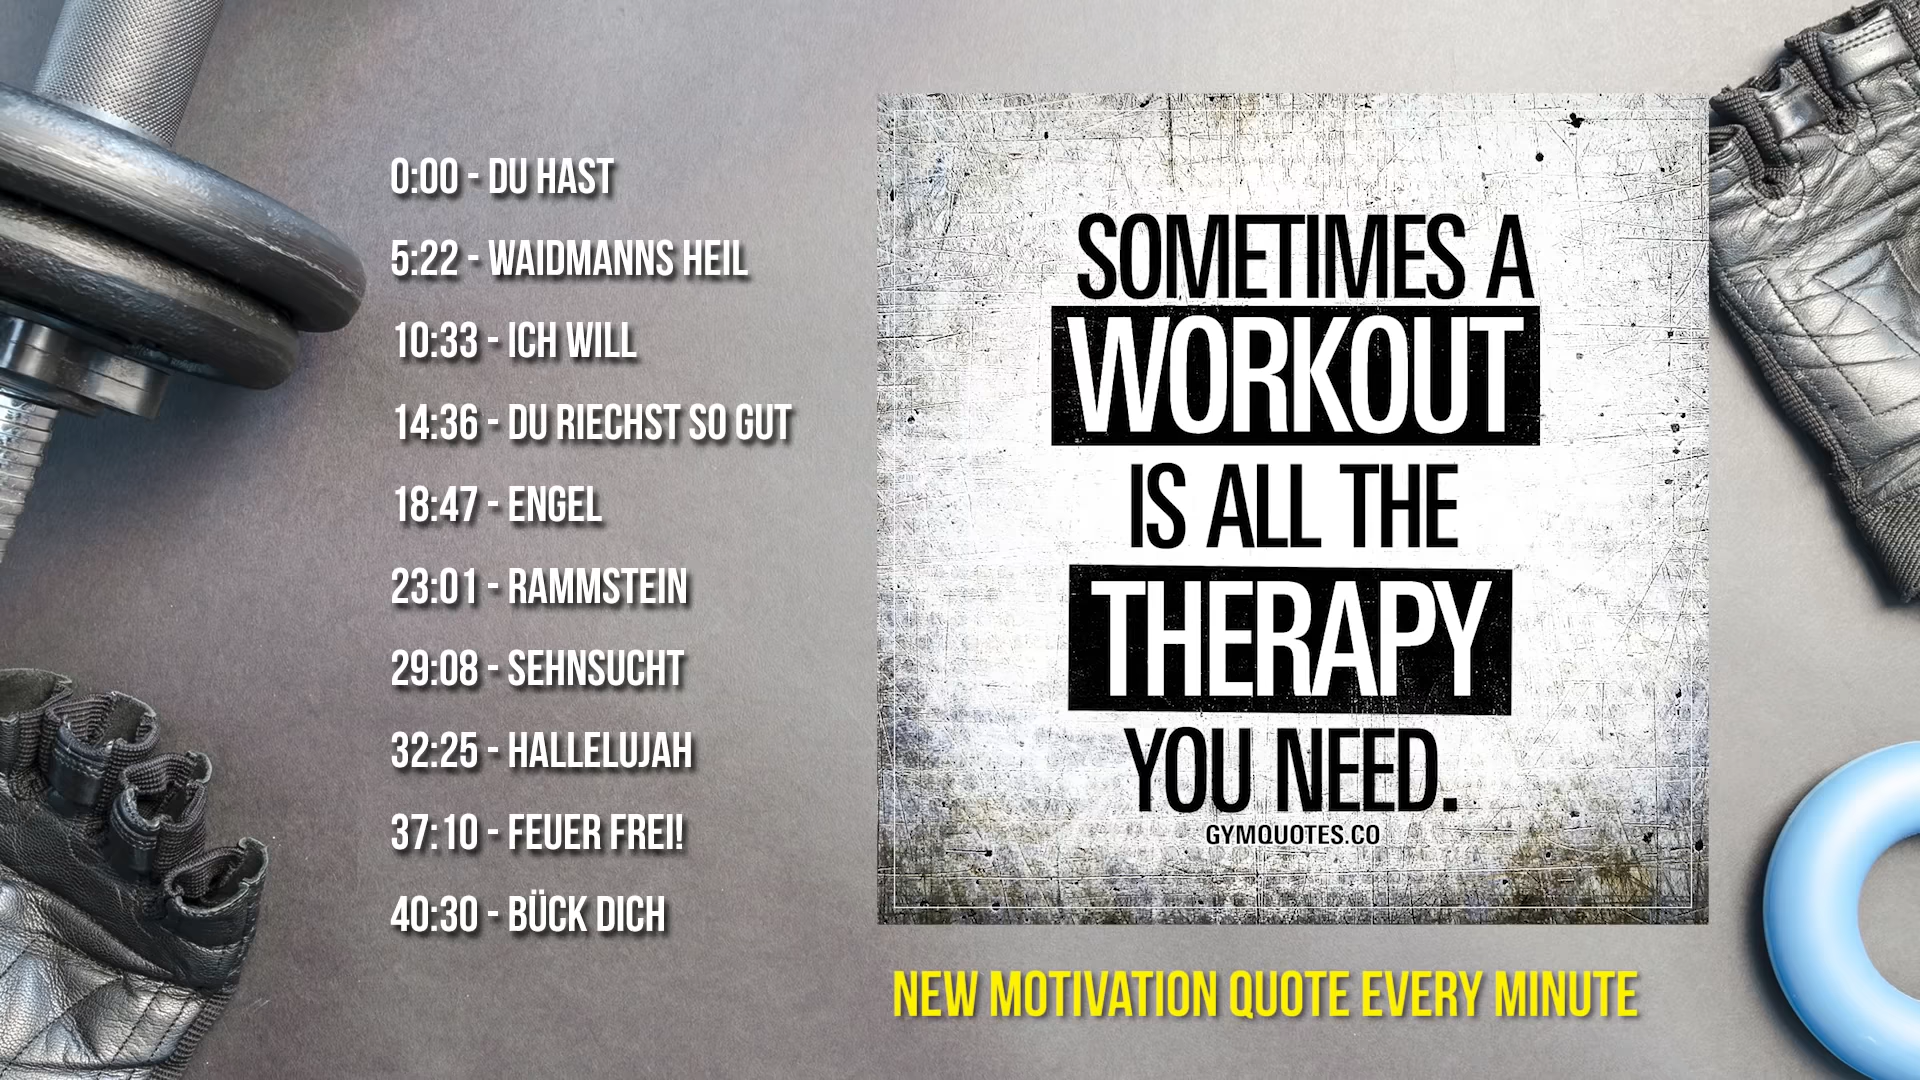 0:00 - DU HAST
5:22 - WAIDMANNS HEIL
10:33 - ICH WILL
14:36 - DU RIECHST SO GUT
18:47 - ENGEL
23:01 - RAMMSTEIN
29:08 - SEHNSUCHT
32:25 - HALLELUJAH
37:10 - FEUER FREI!
40:30 - BÜCK DICH
SOMETIMES A
WORKOUT
IS ALL THE
THERAPY
YOU NEED.
GYMQUOTES.CO
NEW MOTIVATION QUOTE EVERY MINUTE